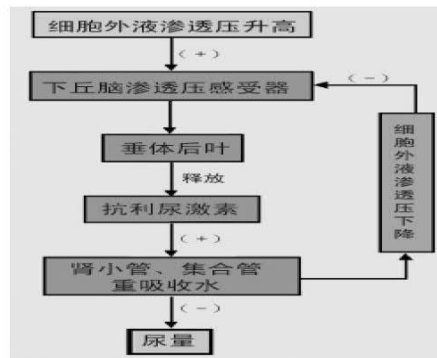 细胞外液渗透压升高
(+)
(-)
下丘脑渗透压感受器
垂体后叶
释放
抗利尿激素
(+)
细胞外液渗透压下降
肾小管、集合管
重吸收水
(-)
尿量